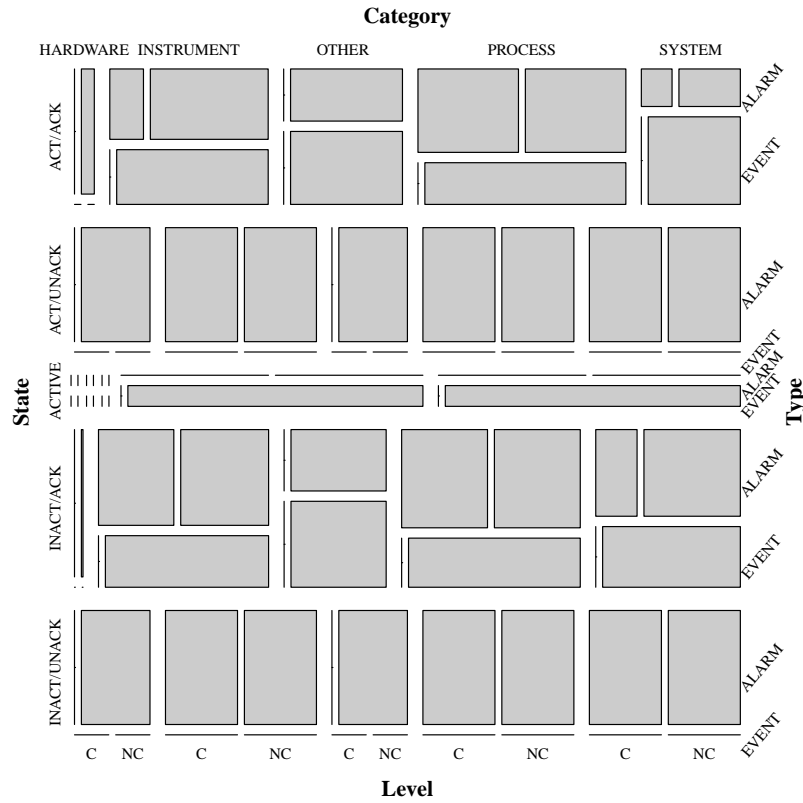 Category
HARDWARE INSTRUMENT OTHER PROCESS SYSTEM
State
ACT/ACK
ACT/UNACK
ACTIVE
INACT/ACK
INACT/UNACK
Type
ALARM
EVENT
ALARM
EVENT
ALARM
EVENT
ALARM
EVENT
ALARM
EVENT
C NC C NC C NC C NC C NC
Level